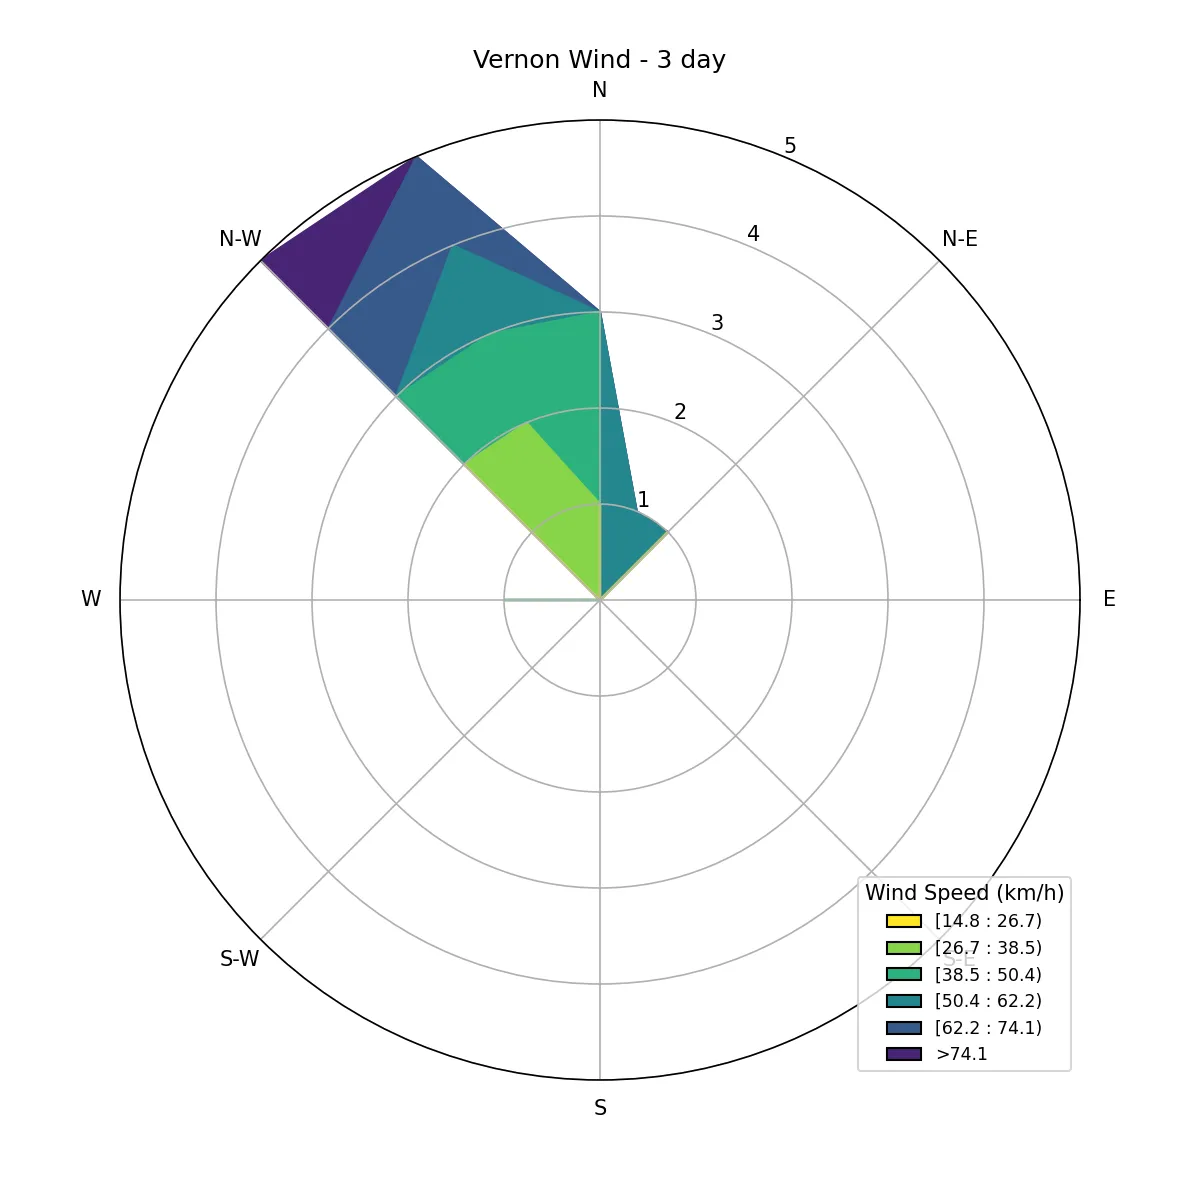 Vernon Wind - 3 day
N
5
4
N-W
N-E
3
2
1
W
E
Wind Speed (km/h)
[14.8 : 26.7)
[26.7 : 38.5)
S-W
S-E
[38.5 : 50.4)
[50.4 : 62.2)
[62.2 : 74.1)
>74.1
S